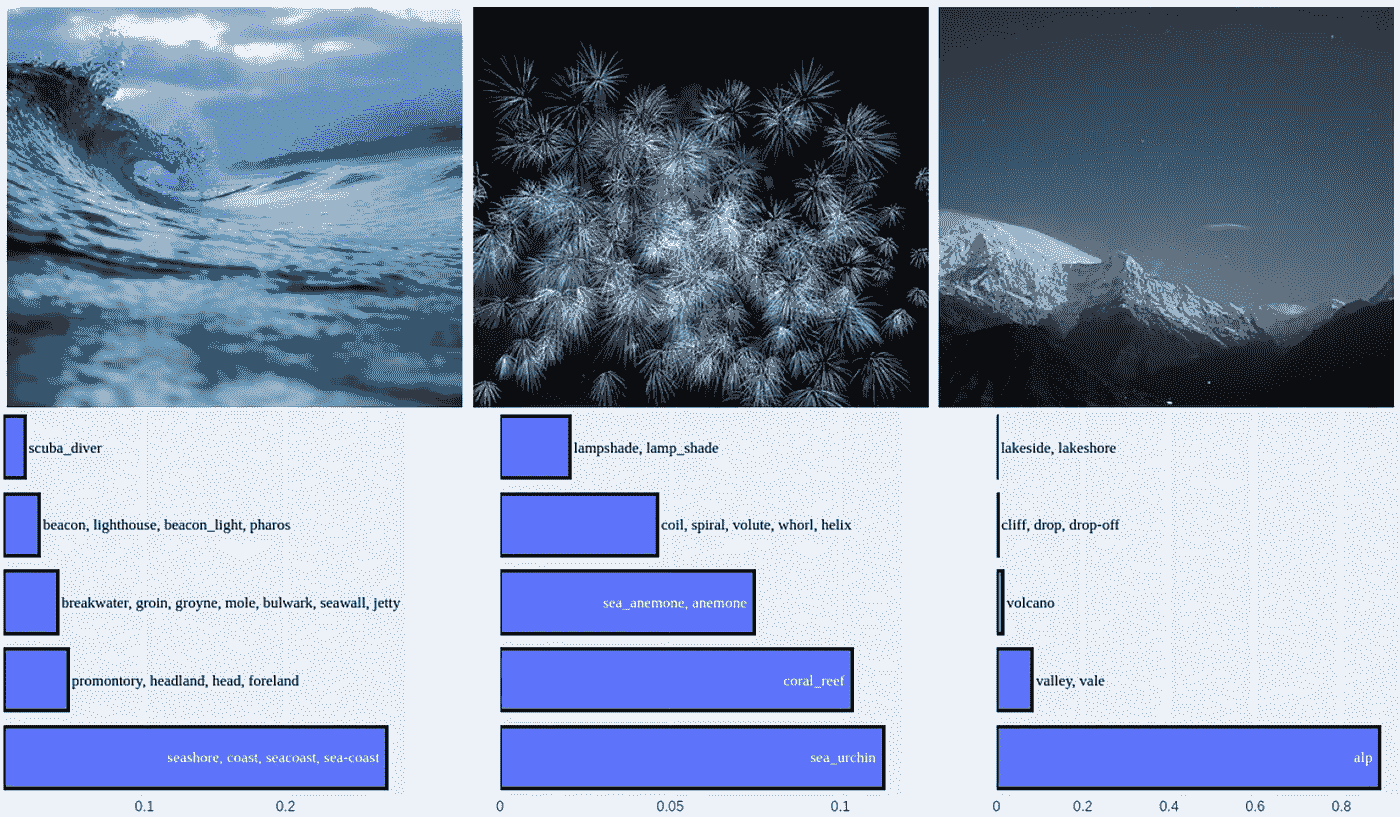 scuba_diver
beacon, lighthouse, beacon_light, pharos
breakwater, groin, groyne, mole, bulwark, seawall, jetty
promontory, headland, head, foreland
seashore, coast, seacoast, sea-coast
0.1 0.2
lampshade, lamp_shade
coil, spiral, volute, whorl, helix
sea_anemone, anemone
coral_reef
sea_urchin
0 0.05 0.1
lakeside, lakeshore
cliff, drop, drop-off
volcano
valley, vale
alp
0 0.2 0.4 0.6 0.8